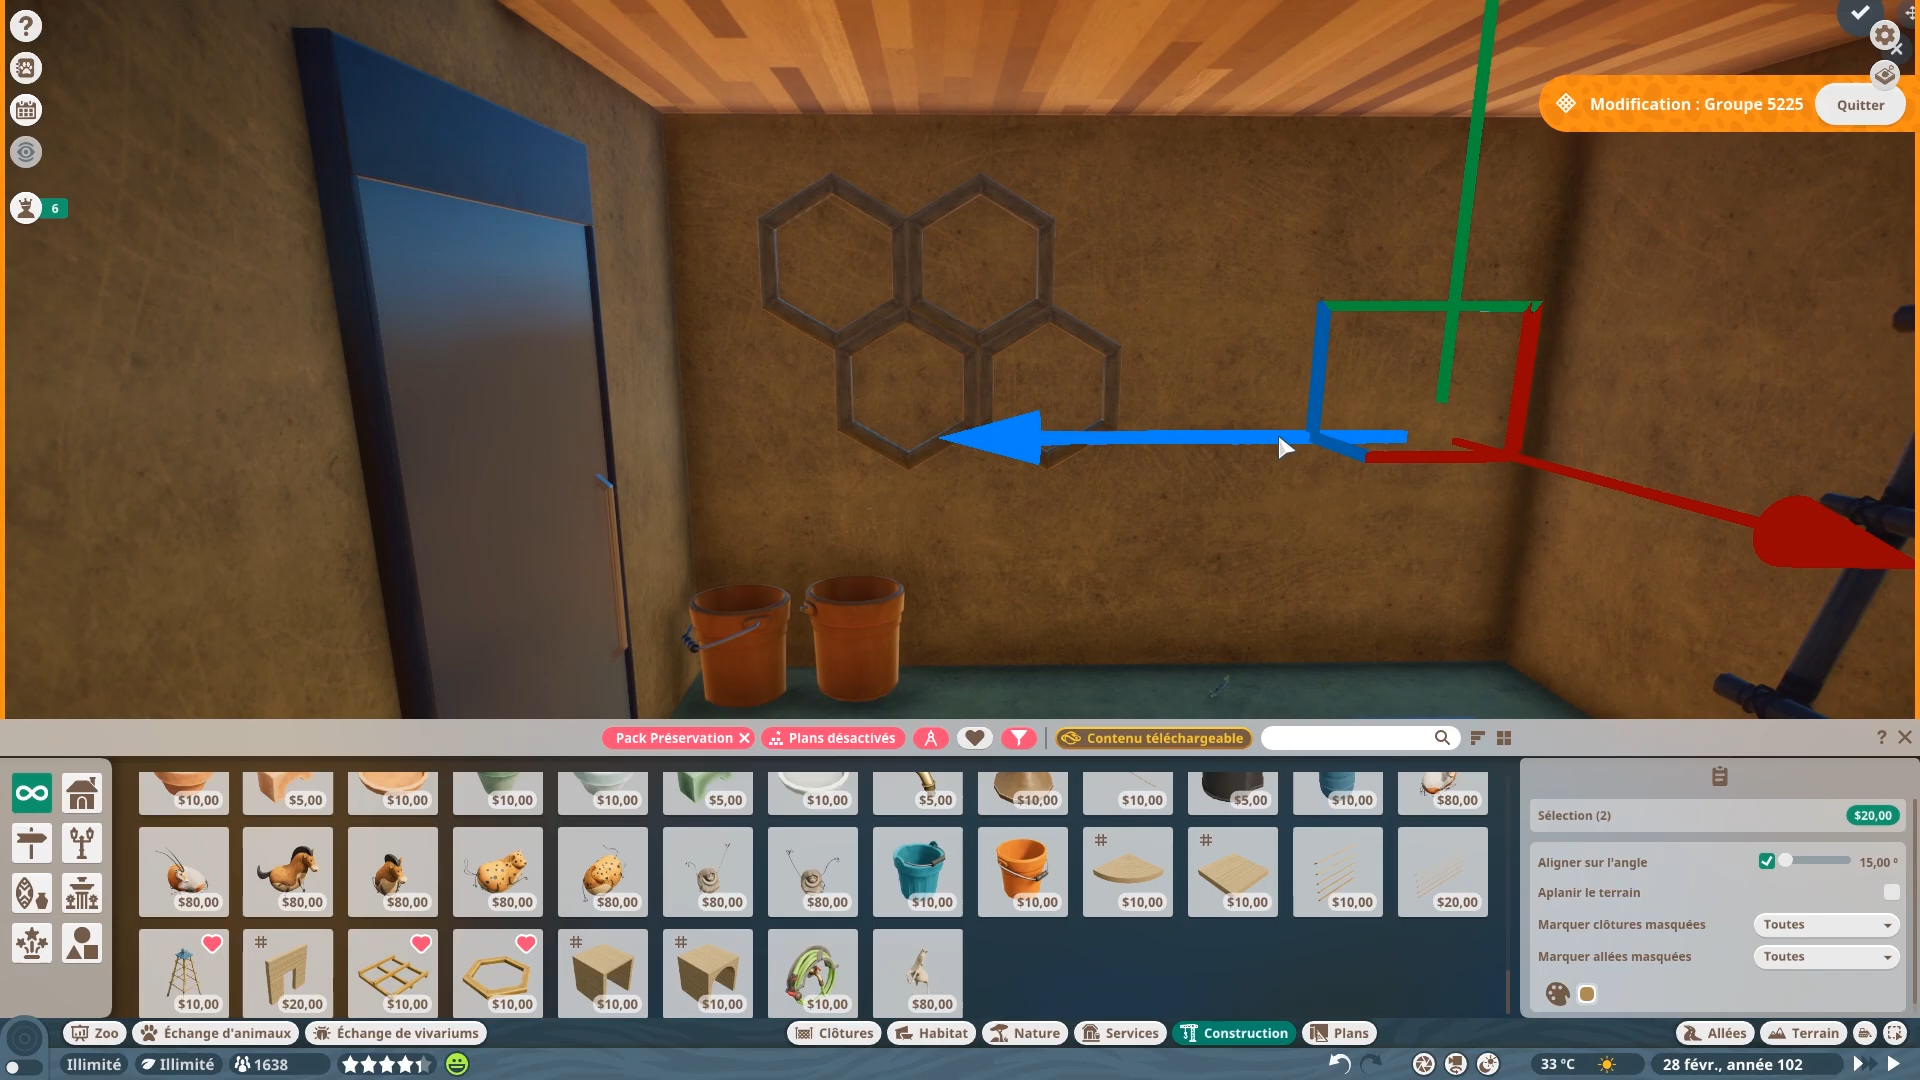 ?
6
Modification : Groupe 5225
Quitter
Pack Préservation
Plans désactivés
Contenu téléchargeable
?
$10,00 $5,00 $10,00 $10,00 $10,00 $5,00 $10,00 $5,00 $10,00 $10,00 $5,00 $10,00 $80,00
$80,00 $80,00 $80,00 $80,00 $80,00 $80,00 $80,00 $10,00 $10,00 $10,00 $10,00 $10,00 $20,00
$10,00 $20,00 $10,00 $10,00 $10,00 $10,00 $10,00 $80,00
Sélection (2)
$20,00
Aligner sur l'angle
15,00 °
Aplanir le terrain
Marquer clôtures masquées
Toutes
Marquer allées masquées
Toutes
Zoo
Échange d'animaux
Échange de vivariums
Clôtures
Habitat
Nature
Services
Construction
Plans
Allées
Terrain
Illimité
Illimité
1638
33 °C
28 févr., année 102